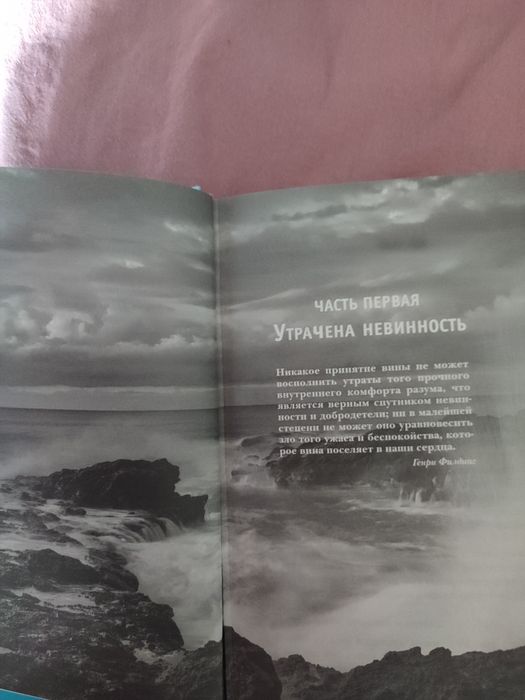 ЧАСТЬ ПЕРВАЯ
УТРАЧЕНА НЕВИННОСТЬ
Никакое принятие вины не может
восполнить утраты того прочного
внутреннего комфорта разума, что
является верным спутником невин-
ности и добродетели; ни в малейшей
степени не может оно уравновесить
зло того ужаса и беспокойства, кото-
рое вина поселяет в наши сердца.
Генри Филдинг